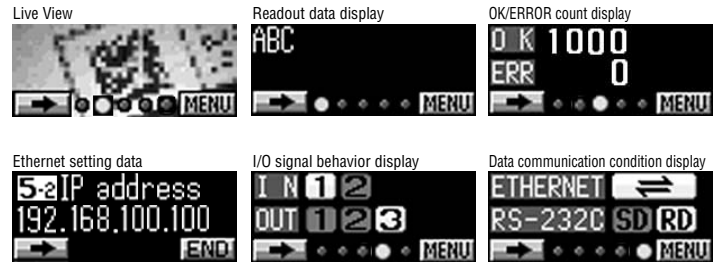 Live View
MENU
Readout data display
ABC
MENU
OK/ERROR count display
OK 1000
ERR 0
MENU
Ethernet setting data
5-2 IP address
192.168.100.100
END
I/O signal behavior display
IN 1 2
OUT 1 2 3
MENU
Data communication condition display
ETHERNET
RS-232C SD RD
MENU